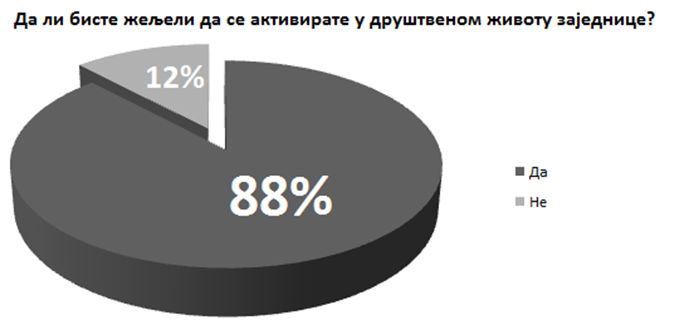 Да ли бисте жељели да се активирате у друштвеном животу заједнице?
12%
88%
Да
Не